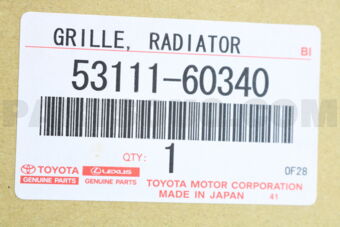 GRILLE, RADIATOR
BI
53111-60340
QTY: 1
0F28
TOYOTA
GENUINE PARTS
LEXUS
GENUINE PARTS
TOYOTA MOTOR CORPORATION
MADE IN JAPAN 41